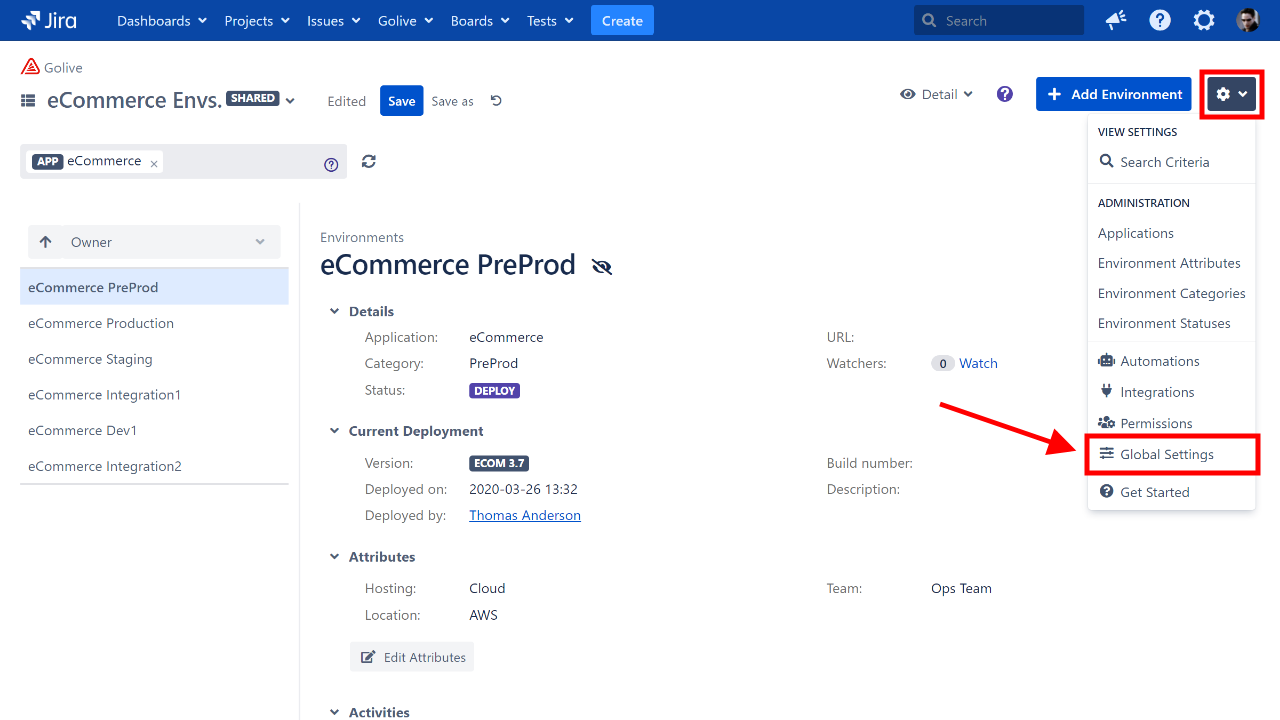 Jira Dashboards Projects Issues Golive Boards Tests Create Search
Golive
eCommerce Envs. SHARED Edited Save Save as
Detail Add Environment
APP eCommerce ×
VIEW SETTINGS
Search Criteria
ADMINISTRATION
Applications
Environment Attributes
Environment Categories
Environment Statuses
Automations
Integrations
Permissions
Global Settings
Get Started
Owner
eCommerce PreProd
eCommerce Production
eCommerce Staging
eCommerce Integration1
eCommerce Dev1
eCommerce Integration2
Environments
eCommerce PreProd
Details
Application: eCommerce URL:
Category: PreProd Watchers: 0 Watch
Status: DEPLOY
Current Deployment
Version: ECOM 3.7 Build number:
Deployed on: 2020-03-26 13:32 Description:
Deployed by: Thomas Anderson
Attributes
Hosting: Cloud Team: Ops Team
Location: AWS
Edit Attributes
Activities